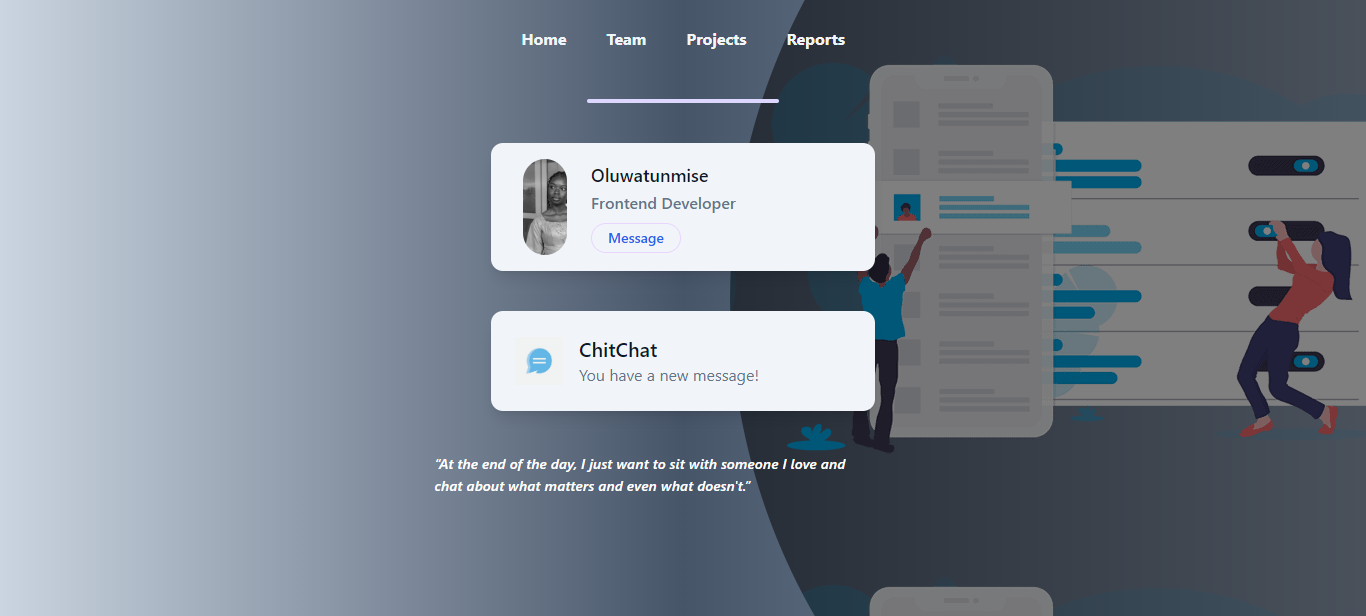 Home Team Projects Reports
Oluwatunmise
Frontend Developer
Message
ChitChat
You have a new message!
“At the end of the day, I just want to sit with someone I love and
chat about what matters and even what doesn't.”